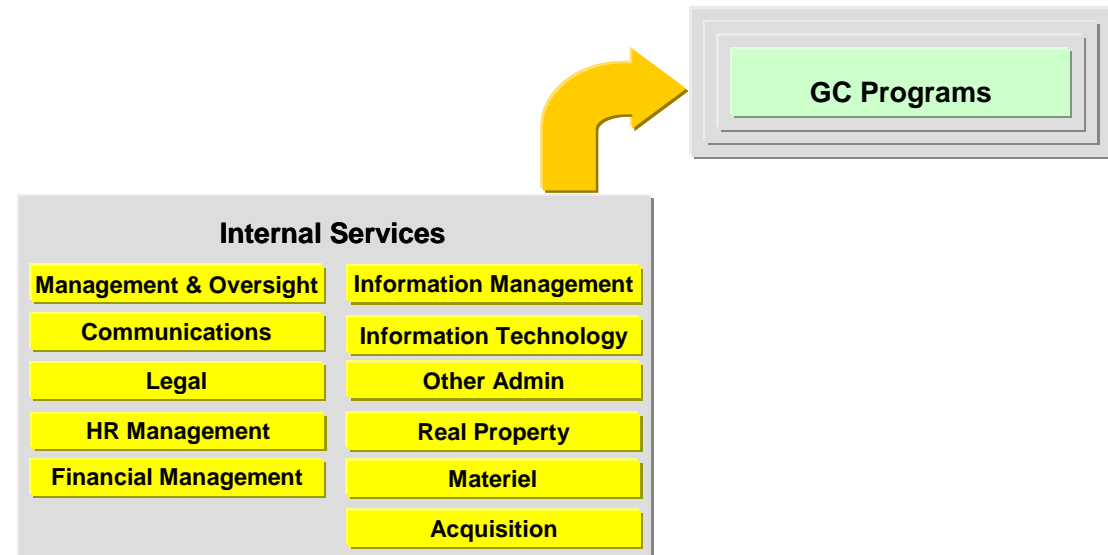 GC Programs
Internal Services
Management & Oversight
Communications
Legal
HR Management
Financial Management
Information Management
Information Technology
Other Admin
Real Property
Materiel
Acquisition